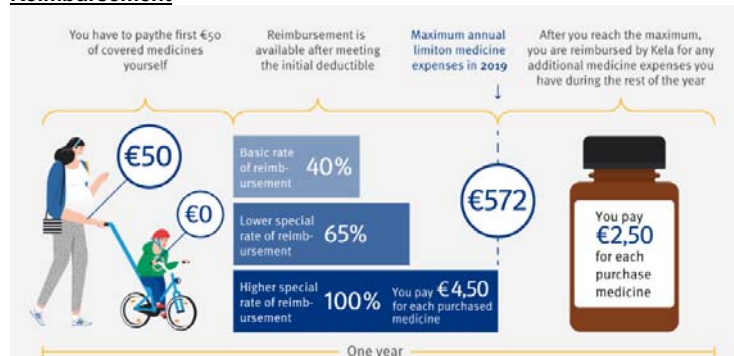 Reimbursement
You have to paythe first €50
of covered medicines
yourself
Reimbursement is
available after meeting
the initial deductible
Maximum annual
limiton medicine
expenses in 2019
After you reach the maximum,
you are reimbursed by Kela for any
additional medicine expenses you
have during the rest of the year
€50
€0
Basic rate
of reimb-
ursement
40%
Lower special
rate of reimb-
ursement
65%
Higher special
rate of reimb-
ursement
100%
You pay €4,50
for each purchased
medicine
€572
You pay
€2,50
for each
purchase
medicine
One year